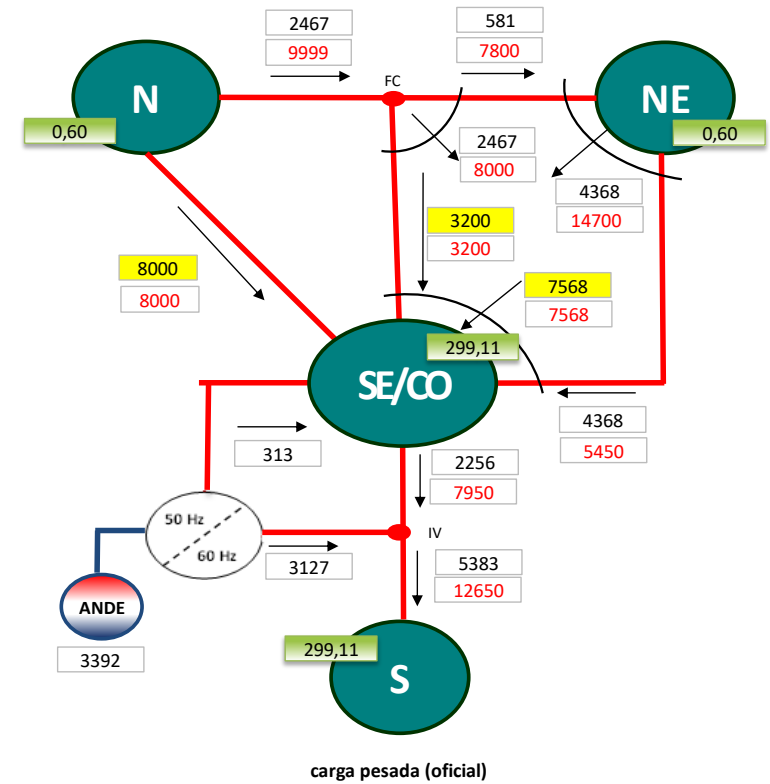 2467
9999
581
7800
FC
N
NE
0,60
0,60
2467
8000
4368
14700
3200
3200
8000
8000
7568
7568
299,11
SE/CO
4368
5450
313
2256
7950
50 Hz
60 Hz
IV
3127
5383
12650
ANDE
3392
299,11
S
carga pesada (oficial)